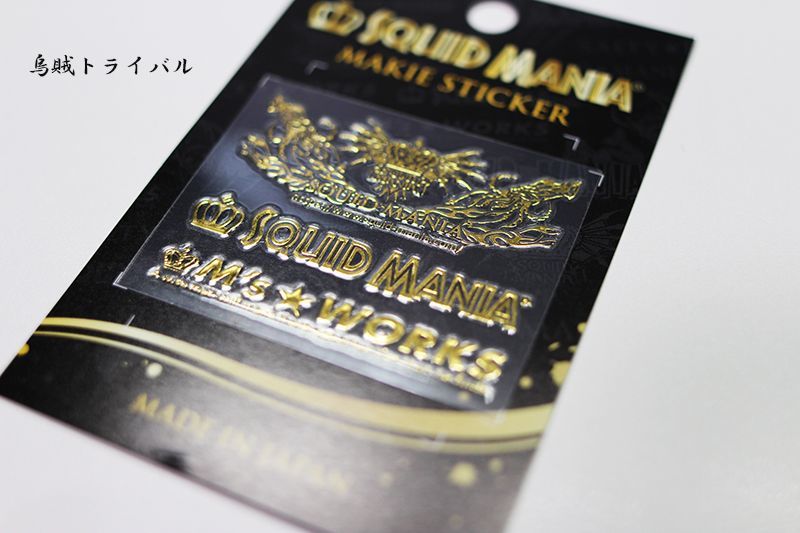 烏賊トライバル
SQUID MANIA
MAKIE STICKER
SQUID MANIA
SQUID MANIA
M's★WORKS
MADE IN JAPAN